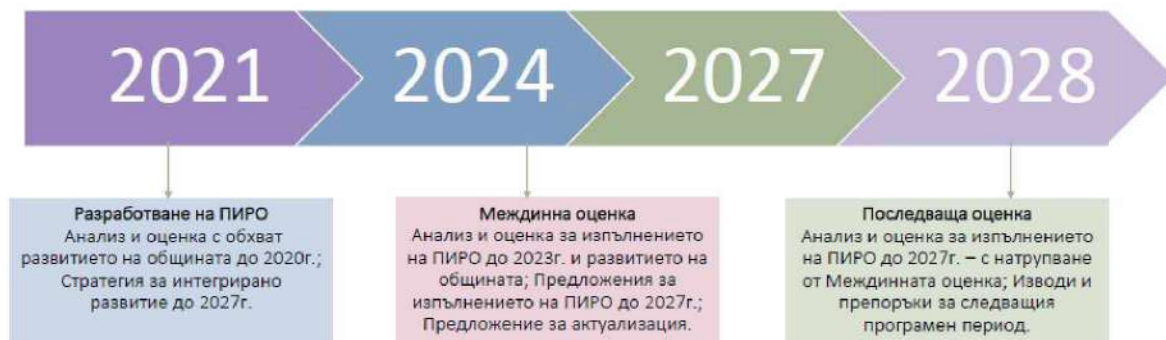 2021
2024
2027
2028
Разработване на ПИРО
Анализ и оценка с обхват
развитието на общината до 2020г.;
Стратегия за интегрирано
развитие до 2027г.
Междинна оценка
Анализ и оценка за изпълнението
на ПИРО до 2023г. и развитието на
общината; Предложения за
изпълнението на ПИРО до 2027г.;
Предложение за актуализация.
Последваща оценка
Анализ и оценка за изпълнението
на ПИРО до 2027г. – с натрупване
от Междинната оценка; Изводи и
препоръки за следващия
програмен период.